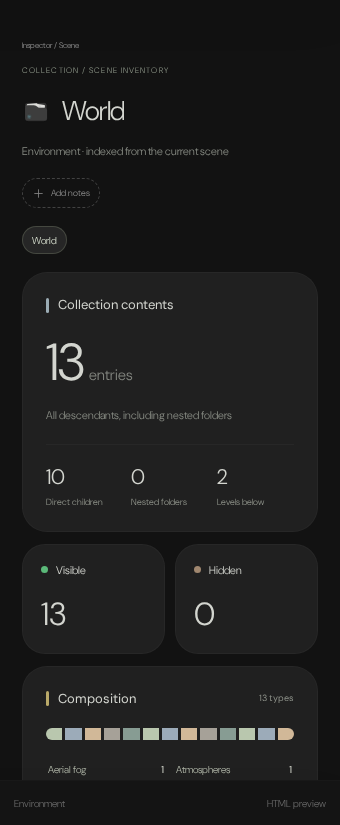 Inspector / Scene
COLLECTION / SCENE INVENTORY
World
Environment · indexed from the current scene
+ Add notes
World
Collection contents
13 entries
All descendants, including nested folders
10 0 2
Direct children Nested folders Levels below
Visible Hidden
13 0
Composition 13 types
Aerial fog 1 Atmospheres 1
Environment HTML preview